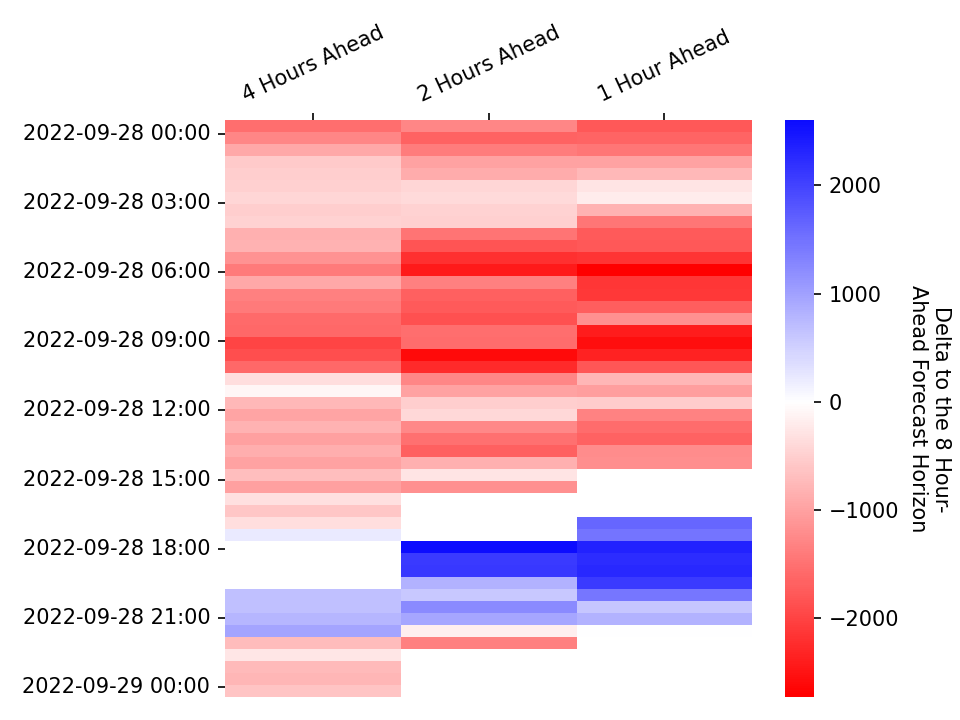 4 Hours Ahead
2 Hours Ahead
1 Hour Ahead
2022-09-28 00:00
2022-09-28 03:00
2022-09-28 06:00
2022-09-28 09:00
2022-09-28 12:00
2022-09-28 15:00
2022-09-28 18:00
2022-09-28 21:00
2022-09-29 00:00
2000
1000
0
−1000
−2000
Delta to the 8 Hour-
Ahead Forecast Horizon